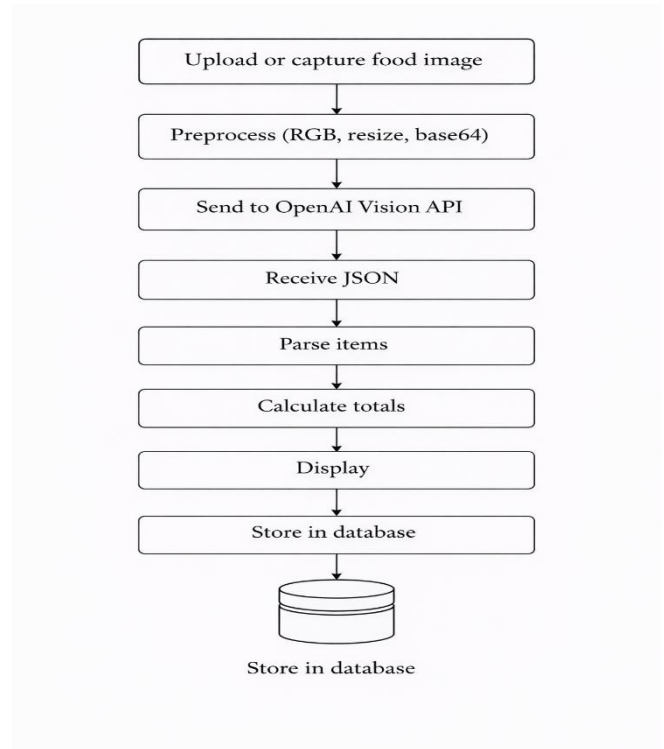 Upload or capture food image
Preprocess (RGB, resize, base64)
Send to OpenAI Vision API
Receive JSON
Parse items
Calculate totals
Display
Store in database
Store in database